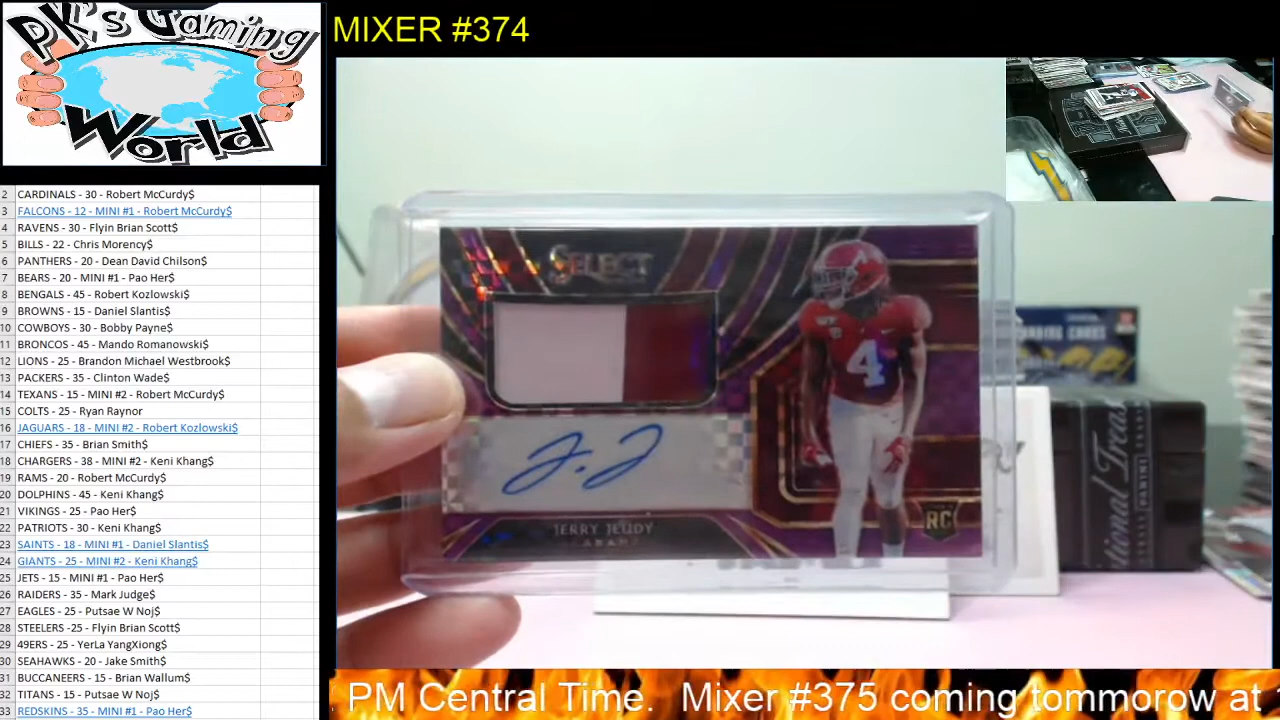 PK's Gaming
World
MIXER #374
2 CARDINALS - 30 - Robert McCurdy$
3 FALCONS - 12 - MINI #1 - Robert McCurdy$
4 RAVENS - 30 - Flyin Brian Scott$
5 BILLS - 22 - Chris Morency$
6 PANTHERS - 20 - Dean David Chilson$
7 BEARS - 20 - MINI #1 - Pao Her$
8 BENGALS - 45 - Robert Kozlowski$
9 BROWNS - 15 - Daniel Slantis$
10 COWBOYS - 30 - Bobby Payne$
11 BRONCOS - 45 - Mando Romanowski$
12 LIONS - 25 - Brandon Michael Westbrook$
13 PACKERS - 35 - Clinton Wade$
14 TEXANS - 15 - MINI #2 - Robert McCurdy$
15 COLTS - 25 - Ryan Raynor
16 JAGUARS - 18 - MINI #2 - Robert Kozlowski$
17 CHIEFS - 35 - Brian Smith$
18 CHARGERS - 38 - MINI #2 - Keni Khang$
19 RAMS - 20 - Robert McCurdy$
20 DOLPHINS - 45 - Keni Khang$
21 VIKINGS - 25 - Pao Her$
22 PATRIOTS - 30 - Keni Khang$
23 SAINTS - 18 - MINI #1 - Daniel Slantis$
24 GIANTS - 25 - MINI #2 - Keni Khang$
25 JETS - 15 - MINI #1 - Pao Her$
26 RAIDERS - 35 - Mark Judge$
27 EAGLES - 25 - Putsae W Noj$
28 STEELERS -25 - Flyin Brian Scott$
29 49ERS - 25 - YerLa YangXiong$
30 SEAHAWKS - 20 - Jake Smith$
31 BUCCANEERS - 15 - Brian Wallum$
32 TITANS - 15 - Putsae W Noj$
33 REDSKINS - 35 - MINI #1 - Pao Her$
SELECT
4
J. J
JERRY JEUDY
RC
PM Central Time. Mixer #375 coming tommorow at